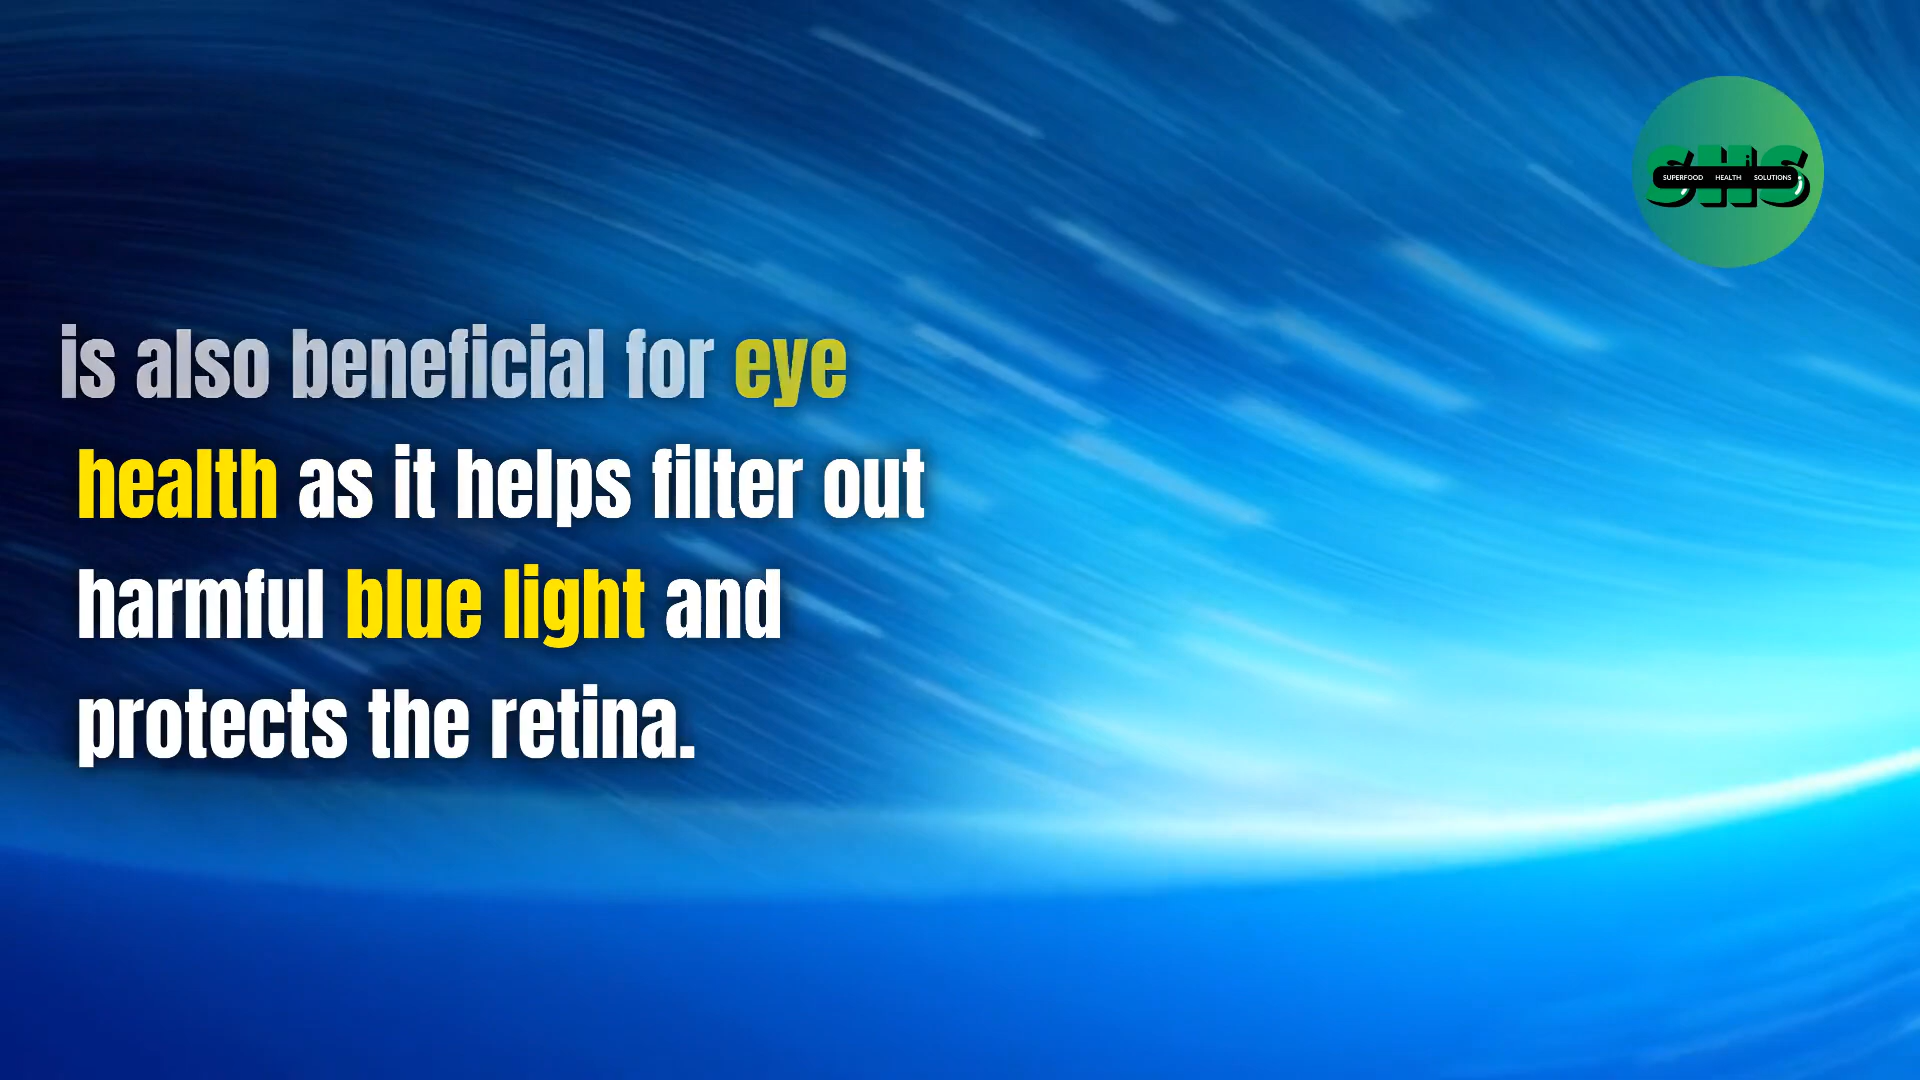 SHS
SUPERFOOD HEALTH SOLUTIONS
is also beneficial for eye
health as it helps filter out
harmful blue light and
protects the retina.